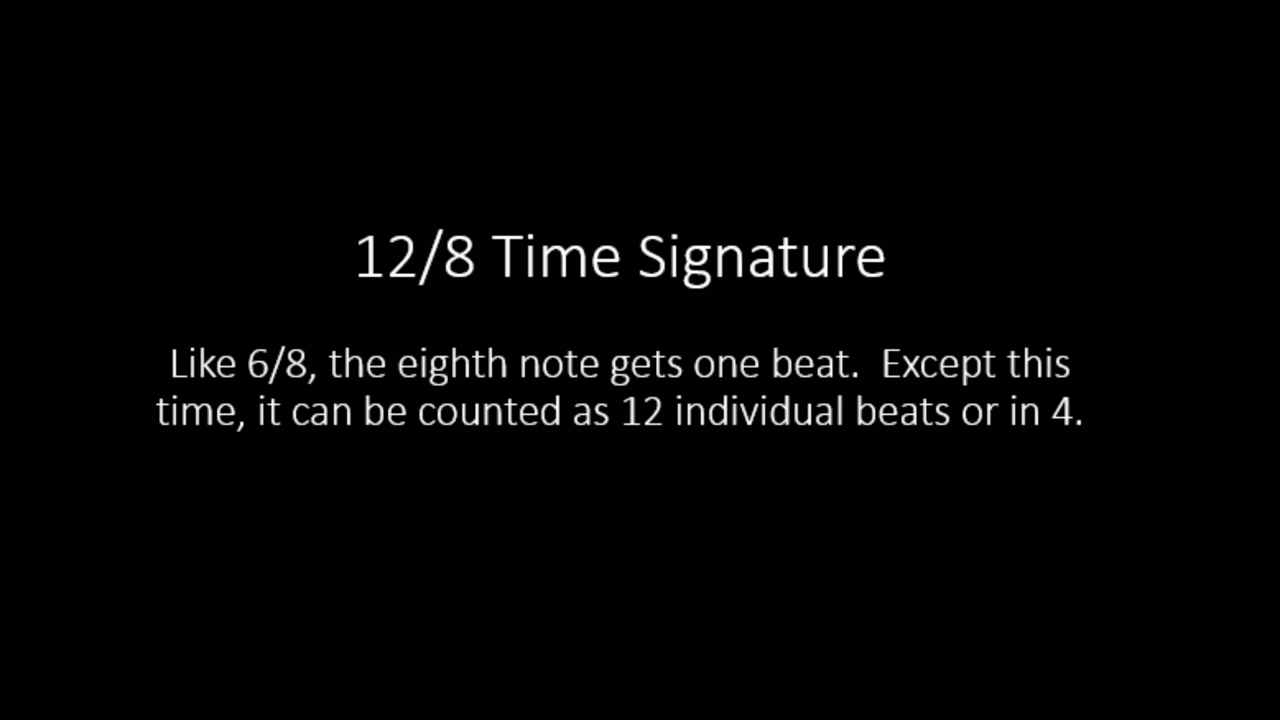 12/8 Time Signature
Like 6/8, the eighth note gets one beat.  Except this
time, it can be counted as 12 individual beats or in 4.